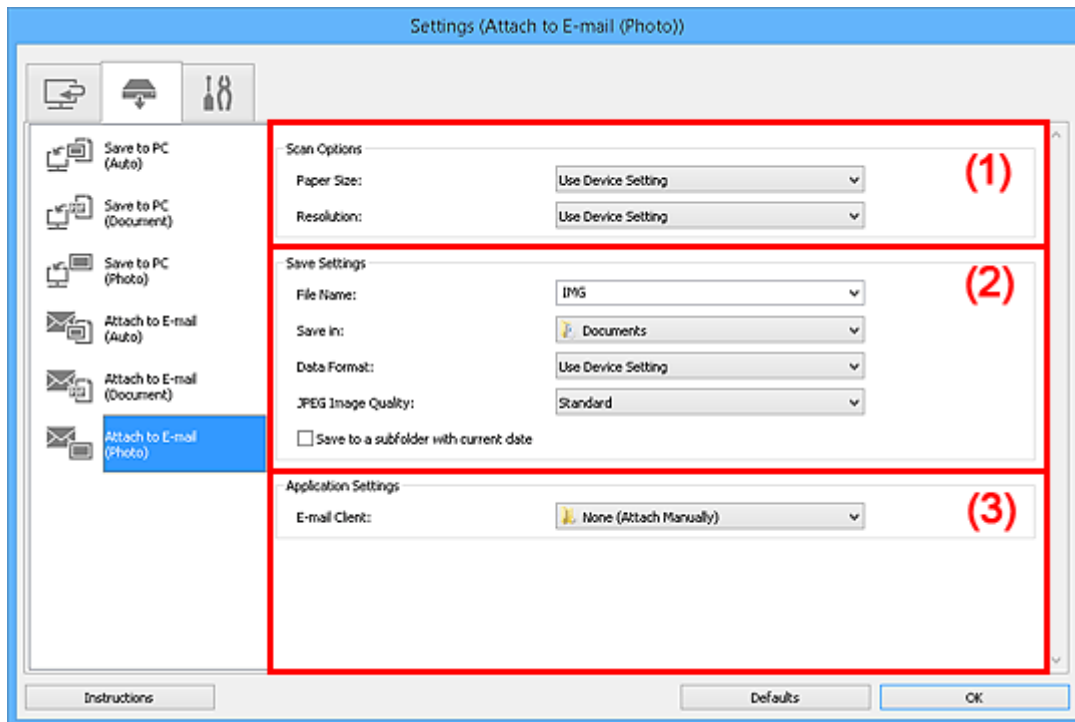 Settings (Attach to E-mail (Photo))
Save to PC
(Auto)
Save to PC
(Document)
Save to PC
(Photo)
Attach to E-mail
(Auto)
Attach to E-mail
(Document)
Attach to E-mail
(Photo)
Scan Options
(1)
Paper Size: Use Device Setting
Resolution: Use Device Setting
Save Settings
(2)
File Name: IMG
Save in: Documents
Data Format: Use Device Setting
JPEG Image Quality: Standard
Save to a subfolder with current date
Application Settings
(3)
E-mail Client: None (Attach Manually)
Instructions Defaults OK